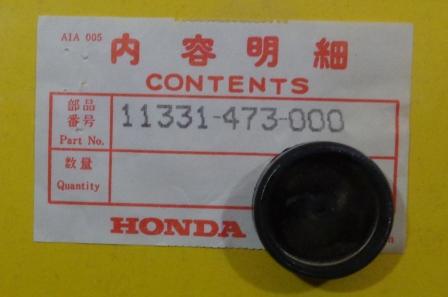 AIA 005
内容明細
CONTENTS
部品
番号
Part No.
11331-473-000
数量
Quantity
HONDA